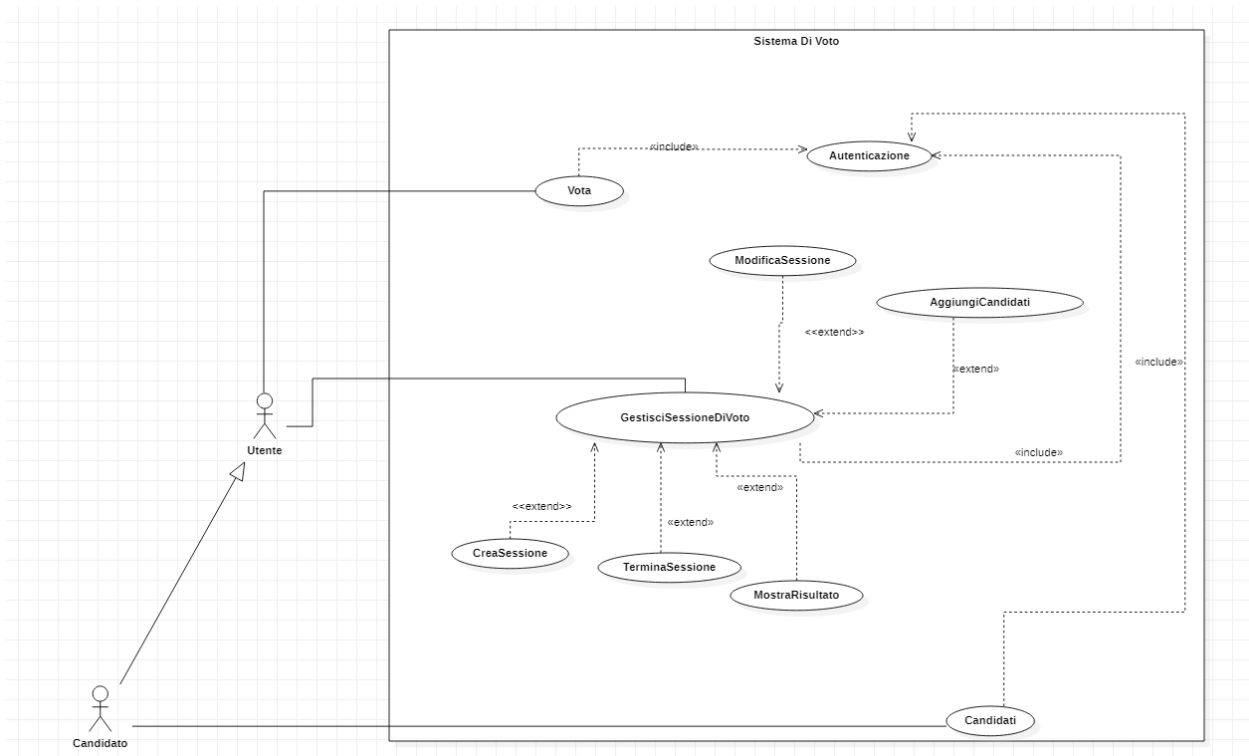 Sistema Di Voto
«include»
Autenticazione
Vota
ModificaSessione
AggiungiCandidati
<<extend>>
«include»
«extend»
GestisciSessioneDiVoto
Utente
«include»
«extend»
<<extend>>
«extend»
CreaSessione
TerminaSessione
MostraRisultato
Candidati
Candidato